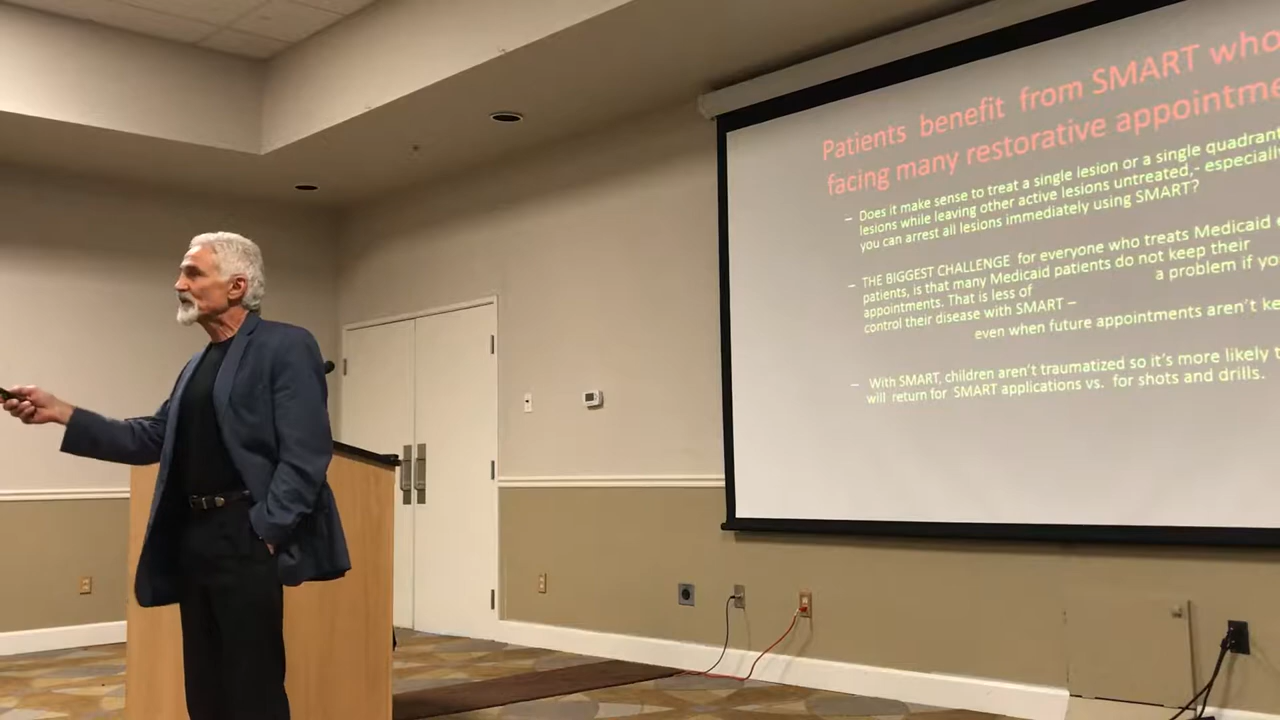 Patients benefit from SMART who
facing many restorative appointme
– Does it make sense to treat a single lesion or a single quadrant
lesions while leaving other active lesions untreated,- especially
you can arrest all lesions immediately using SMART?
– THE BIGGEST CHALLENGE for everyone who treats Medicaid
patients, is that many Medicaid patients do not keep their
appointments. That is less of a problem if yo
control their disease with SMART –
even when future appointments aren't ke
– With SMART, children aren't traumatized so it's more likely t
will return for SMART applications vs. for shots and drills.